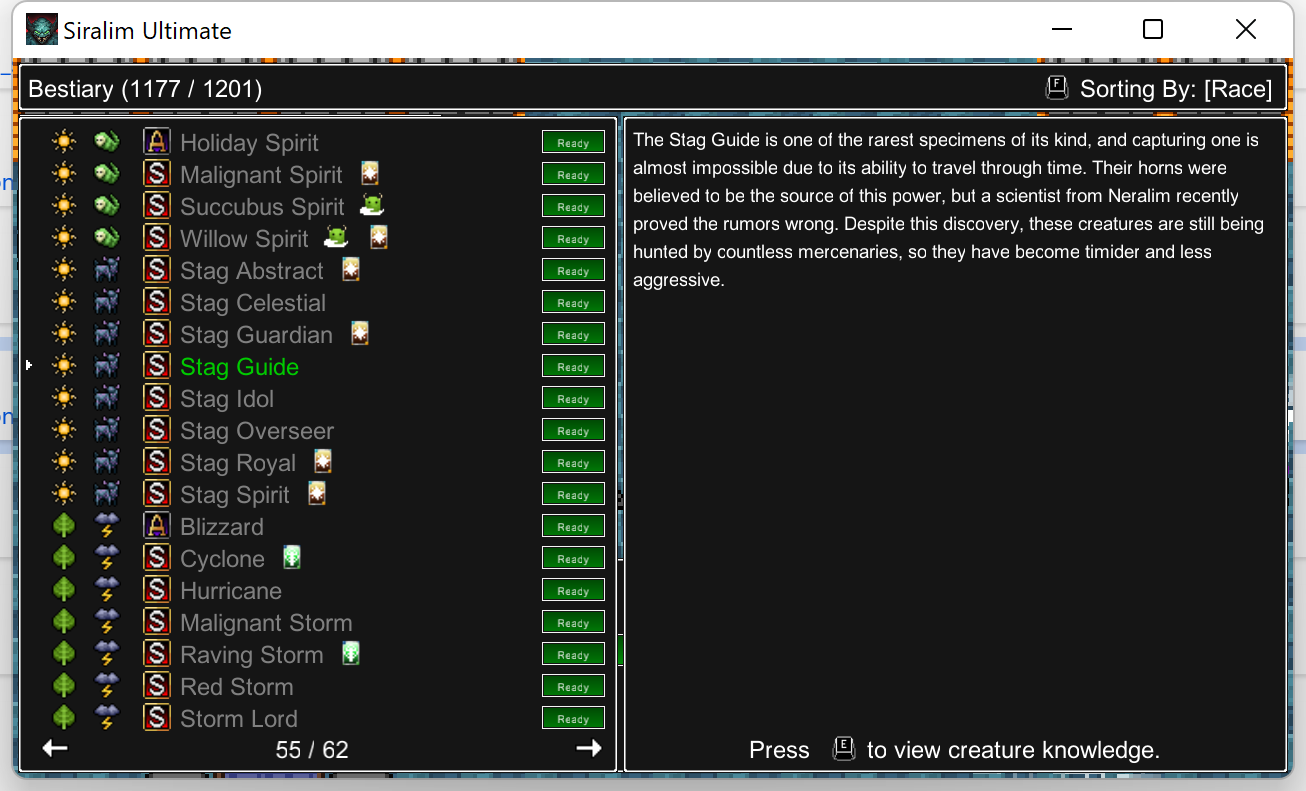 Siralim Ultimate
Bestiary (1177 / 1201)
F Sorting By: [Race]
A Holiday Spirit Ready
S Malignant Spirit Ready
S Succubus Spirit Ready
S Willow Spirit Ready
S Stag Abstract Ready
S Stag Celestial Ready
S Stag Guardian Ready
S Stag Guide Ready
S Stag Idol Ready
S Stag Overseer Ready
S Stag Royal Ready
S Stag Spirit Ready
A Blizzard Ready
S Cyclone Ready
S Hurricane Ready
S Malignant Storm Ready
S Raving Storm Ready
S Red Storm Ready
S Storm Lord Ready
55 / 62
The Stag Guide is one of the rarest specimens of its kind, and capturing one is
almost impossible due to its ability to travel through time. Their horns were
believed to be the source of this power, but a scientist from Neralim recently
proved the rumors wrong. Despite this discovery, these creatures are still being
hunted by countless mercenaries, so they have become timider and less
aggressive.
Press E to view creature knowledge.